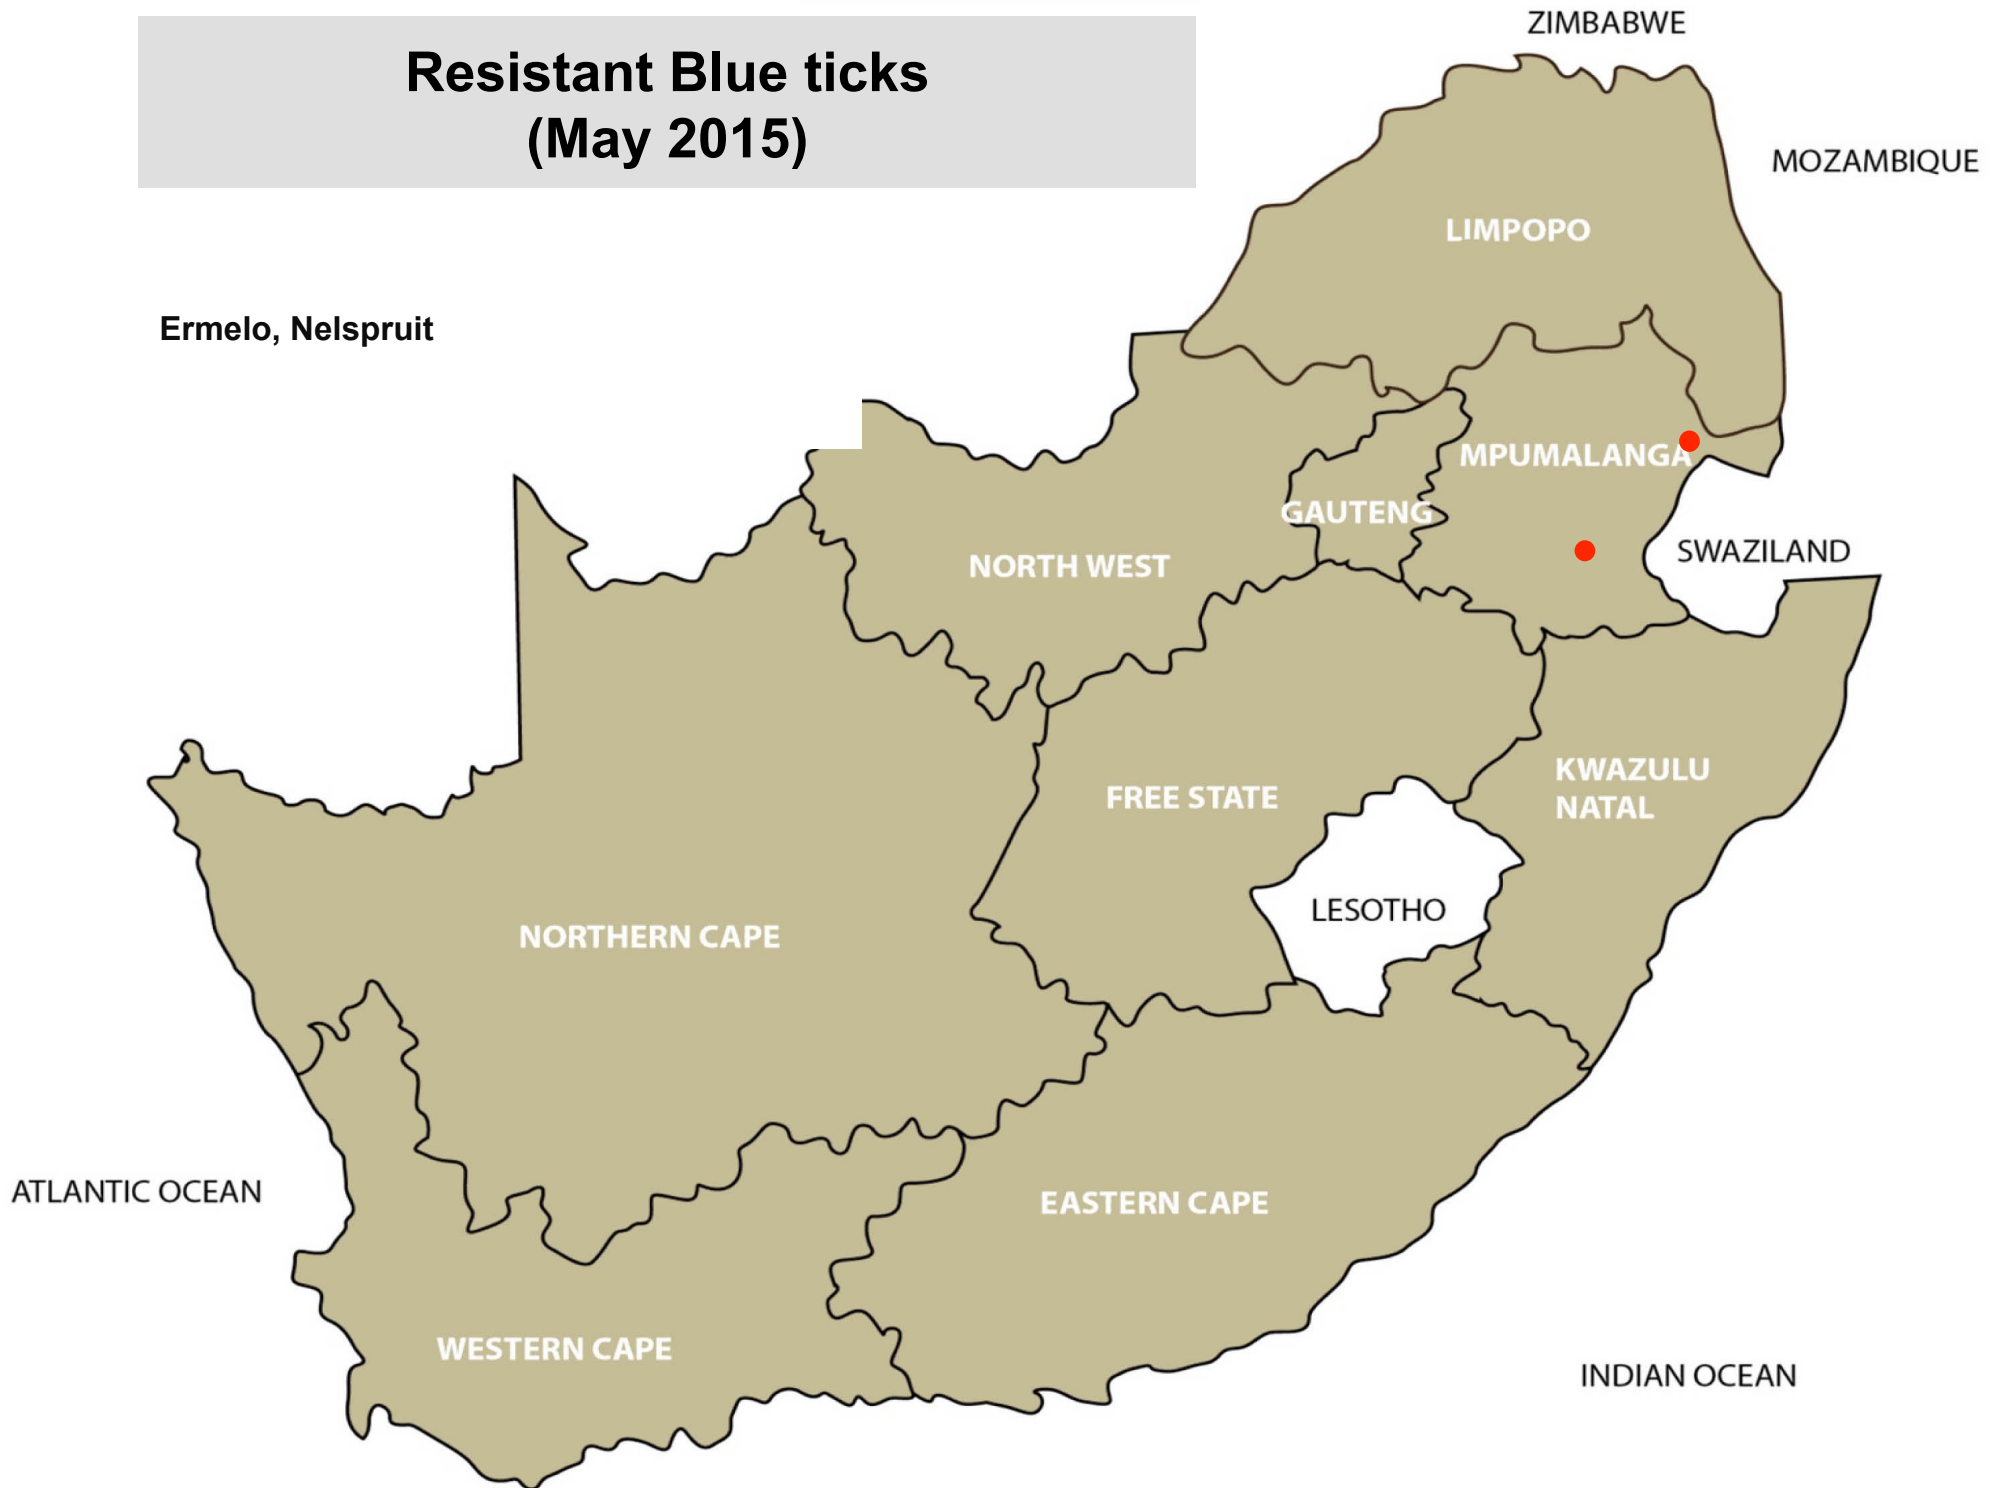 ZIMBABWE
Resistant Blue ticks
(May 2015)
MOZAMBIQUE
LIMPOPO
Ermelo, Nelspruit
MPUMALANGA
GAUTENG
SWAZILAND
NORTH WEST
KWAZULU
NATAL
FREE STATE
LESOTHO
NORTHERN CAPE
ATLANTIC OCEAN
EASTERN CAPE
WESTERN CAPE
INDIAN OCEAN